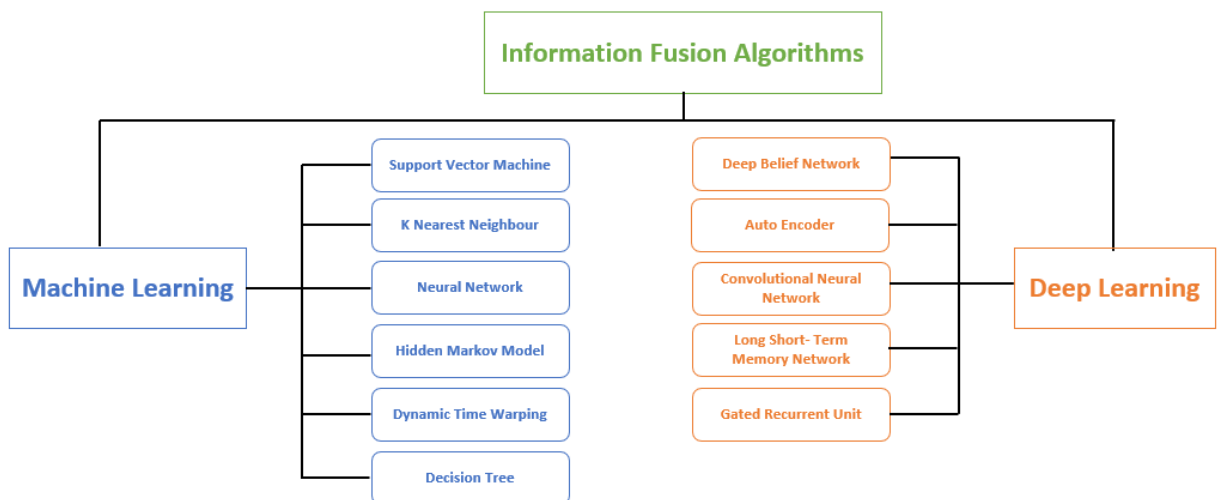 Information Fusion Algorithms
Machine Learning
Support Vector Machine
K Nearest Neighbour
Neural Network
Hidden Markov Model
Dynamic Time Warping
Decision Tree
Deep Belief Network
Auto Encoder
Convolutional Neural
Network
Long Short- Term
Memory Network
Gated Recurrent Unit
Deep Learning